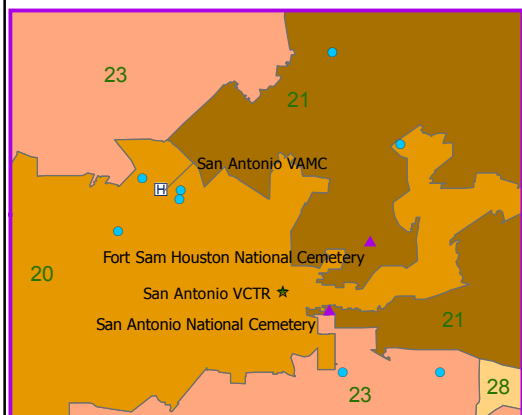 23
21
San Antonio VAMC
H
Fort Sam Houston National Cemetery
20
San Antonio VCTR
San Antonio National Cemetery
21
23
28